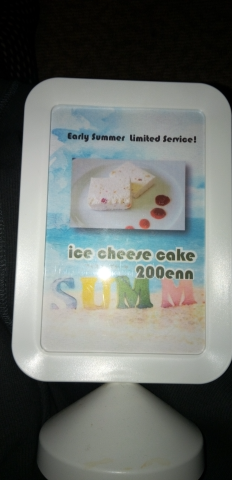 Early Summer Limited Service!
ice cheese cake
200enn
SUMM